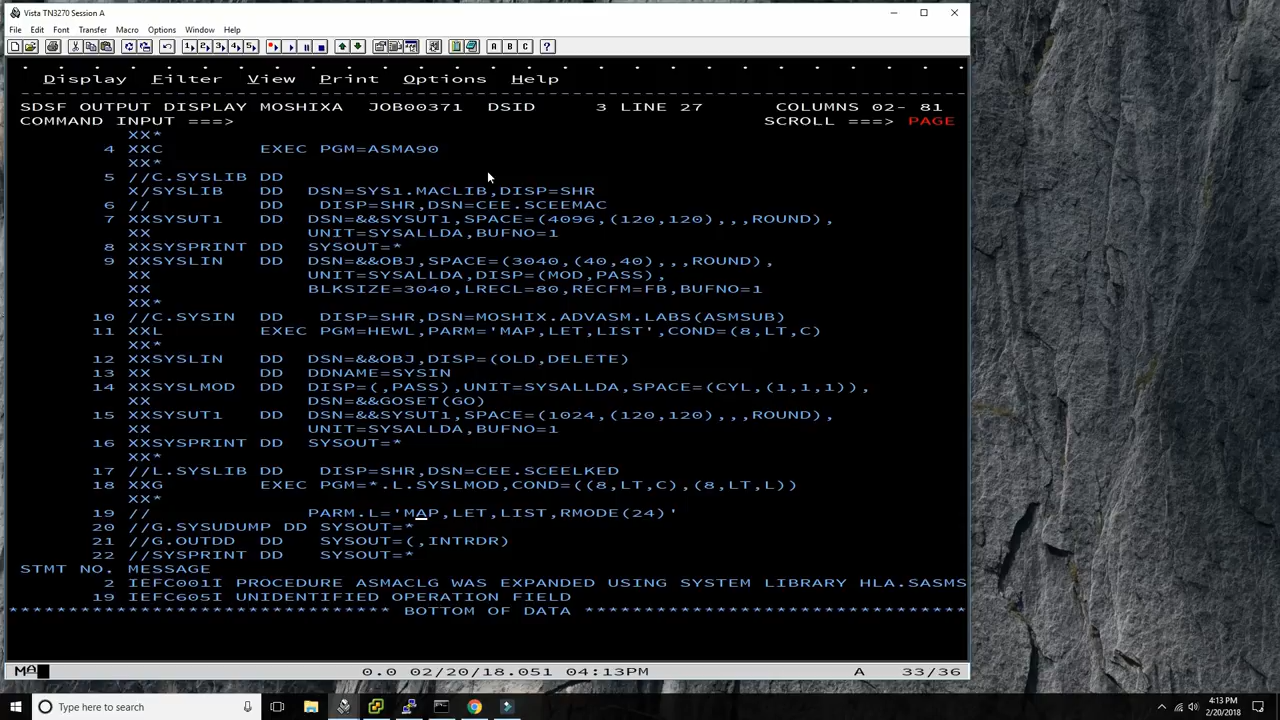 Vista TN3270 Session A
File Edit Font Transfer Macro Options Window Help
Display Filter View Print Options Help
SDSF OUTPUT DISPLAY MOSHIXA JOB00371 DSID 3 LINE 27 COLUMNS 02- 81
COMMAND INPUT ===> SCROLL ===> PAGE
XX*
4 XXC EXEC PGM=ASMA90
XX*
5 //C.SYSLIB DD
X/SYSLIB DD DSN=SYS1.MACLIB,DISP=SHR
6 // DD DISP=SHR,DSN=CEE.SCEEMAC
7 XXSYSUT1 DD DSN=&&SYSUT1,SPACE=(4096,(120,120),,,ROUND),
XX UNIT=SYSALLDA,BUFNO=1
8 XXSYSPRINT DD SYSOUT=*
9 XXSYSLIN DD DSN=&&OBJ,SPACE=(3040,(40,40),,,ROUND),
XX UNIT=SYSALLDA,DISP=(MOD,PASS),
XX BLKSIZE=3040,LRECL=80,RECFM=FB,BUFNO=1
XX*
10 //C.SYSIN DD DISP=SHR,DSN=MOSHIX.ADVASM.LABS(ASMSUB)
11 XXL EXEC PGM=HEWL,PARM='MAP,LET,LIST',COND=(8,LT,C)
XX*
12 XXSYSLIN DD DSN=&&OBJ,DISP=(OLD,DELETE)
13 XX DD DDNAME=SYSIN
14 XXSYSLMOD DD DISP=(,PASS),UNIT=SYSALLDA,SPACE=(CYL,(1,1,1)),
XX DSN=&&GOSET(GO)
15 XXSYSUT1 DD DSN=&&SYSUT1,SPACE=(1024,(120,120),,,ROUND),
XX UNIT=SYSALLDA,BUFNO=1
16 XXSYSPRINT DD SYSOUT=*
XX*
17 //L.SYSLIB DD DISP=SHR,DSN=CEE.SCEELKED
18 XXG EXEC PGM=*.L.SYSLMOD,COND=((8,LT,C),(8,LT,L))
XX*
19 // PARM.L='MAP,LET,LIST,RMODE(24)'
20 //G.SYSUDUMP DD SYSOUT=*
21 //G.OUTDD DD SYSOUT=(,INTRDR)
22 //SYSPRINT DD SYSOUT=*
STMT NO. MESSAGE
2 IEFC001I PROCEDURE ASMACLG WAS EXPANDED USING SYSTEM LIBRARY HLA.SASMS
19 IEFC605I UNIDENTIFIED OPERATION FIELD
******************************** BOTTOM OF DATA ********************************
MA 0.0 02/20/18.051 04:13PM A 33/36
Type here to search
4:13 PM
2/20/2018